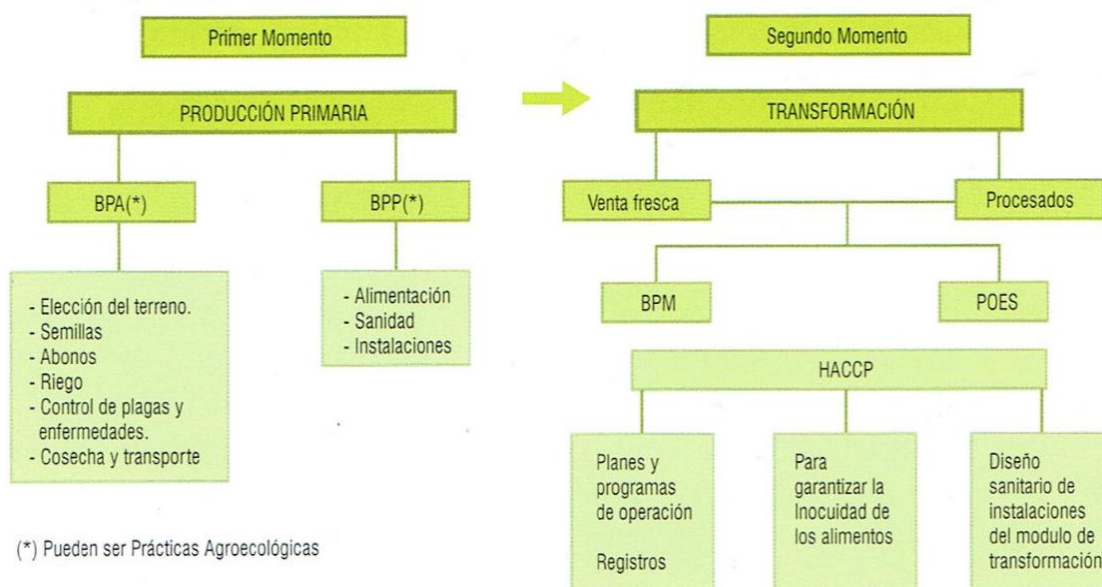 Primer Momento
PRODUCCIÓN PRIMARIA
BPA(*)
BPP(*)
- Elección del terreno.
- Semillas
- Abonos
- Riego
- Control de plagas y
enfermedades.
- Cosecha y transporte
- Alimentación
- Sanidad
- Instalaciones
(*) Pueden ser Prácticas Agroecológicas
Segundo Momento
TRANSFORMACIÓN
Venta fresca
Procesados
BPM
POES
HACCP
Planes y
programas
de operación
Registros
Para
garantizar la
Inocuidad de
los alimentos
Diseño
sanitario de
instalaciones
del modulo de
transformación